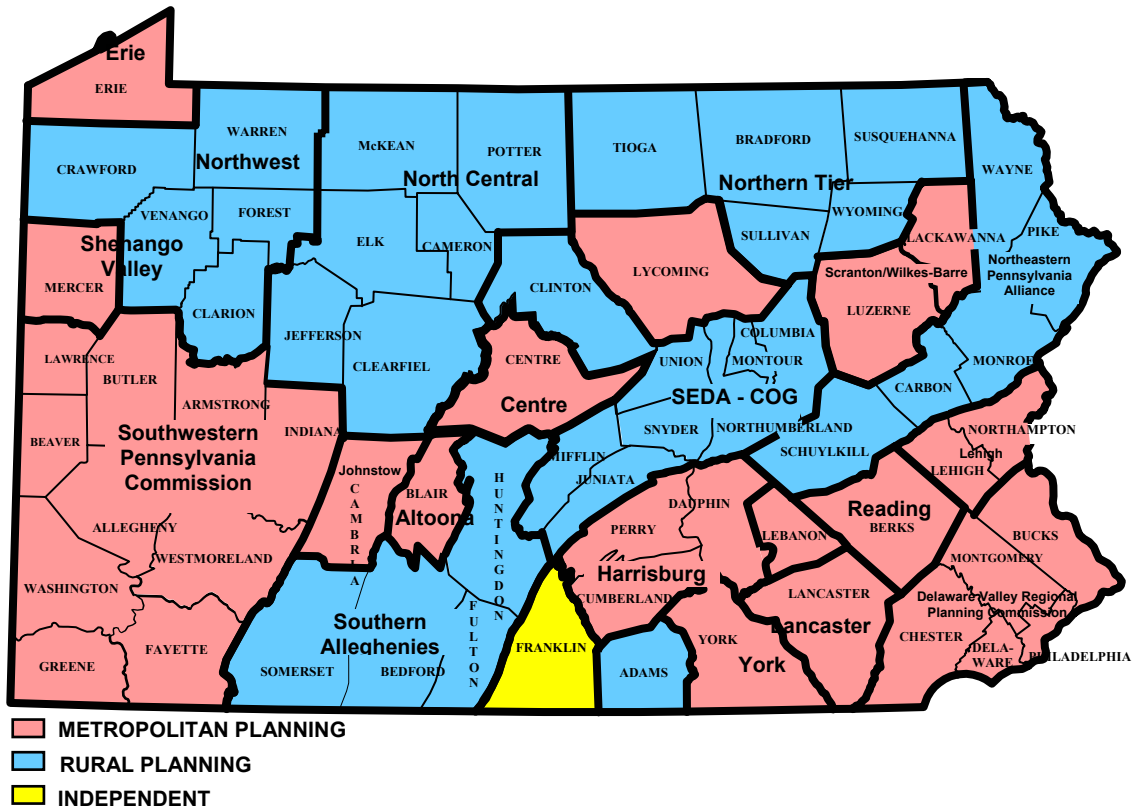 Erie
ERIE
WARREN
Northwest
CRAWFORD
VENANGO
FOREST
Shenango
Valley
MERCER
CLARION
McKEAN
POTTER
North Central
ELK
CAMERON
JEFFERSON
CLEARFIEL
TIOGA
BRADFORD
SUSQUEHANNA
Northern Tier
SULLIVAN
WYOMING
WAYNE
PIKE
Northeastern
Pennsylvania
Alliance
MONROE
CARBON
LACKAWANNA
Scranton/Wilkes-Barre
LUZERNE
LYCOMING
CLINTON
CENTRE
Centre
COLUMBIA
UNION
MONTOUR
SEDA - COG
SNYDER
NORTHUMBERLAND
SCHUYLKILL
MIFFLIN
JUNIATA
LAWRENCE
BUTLER
ARMSTRONG
INDIANA
BEAVER
Southwestern
Pennsylvania
Commission
ALLEGHENY
WESTMORELAND
WASHINGTON
GREENE
FAYETTE
Johnstow
CAMBRIA
BLAIR
Altoona
HUNTINGDON
FULTON
Southern
Alleghenies
SOMERSET
BEDFORD
FRANKLIN
ADAMS
DAUPHIN
PERRY
Harrisburg
CUMBERLAND
LEBANON
YORK
York
LANCASTER
Lancaster
Reading
BERKS
NORTHAMPTON
Lehigh
LEHIGH
BUCKS
MONTGOMERY
Delaware Valley Regional
Planning Commission
CHESTER
DELA-
WARE
PHILADELPHIA
METROPOLITAN PLANNING
RURAL PLANNING
INDEPENDENT